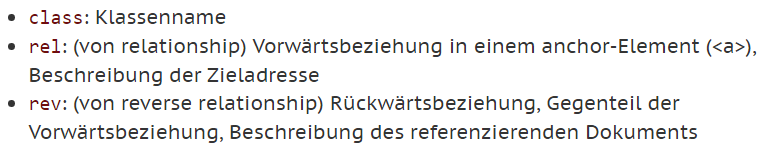 class: Klassenname
rel: (von relationship) Vorwärtsbeziehung in einem anchor-Element (<a>),
Beschreibung der Zieladresse
rev: (von reverse relationship) Rückwärtsbeziehung, Gegenteil der
Vorwärtsbeziehung, Beschreibung des referenzierenden Dokuments